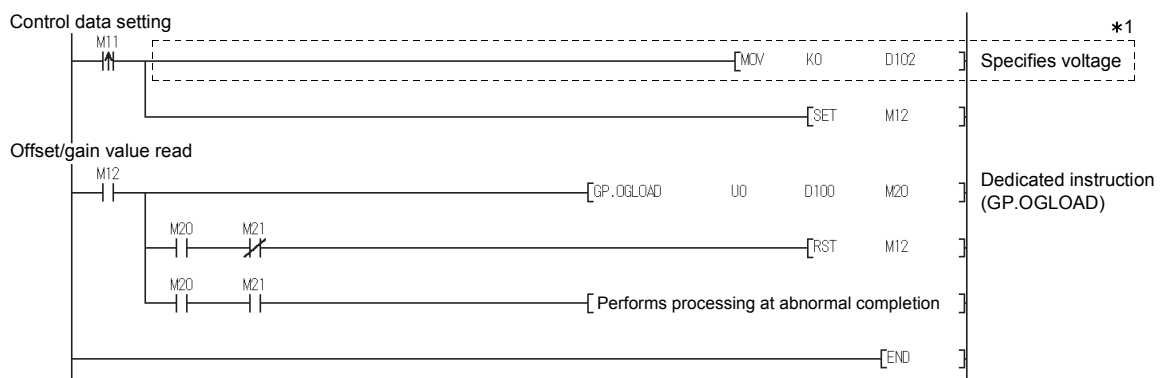 Control data setting
*1
M11
MOV K0 D102 Specifies voltage
SET M12
Offset/gain value read
M12
GP.OGLOAD U0 D100 M20 Dedicated instruction
(GP.OGLOAD)
M20 M21
RST M12
M20 M21
Performs processing at abnormal completion
END